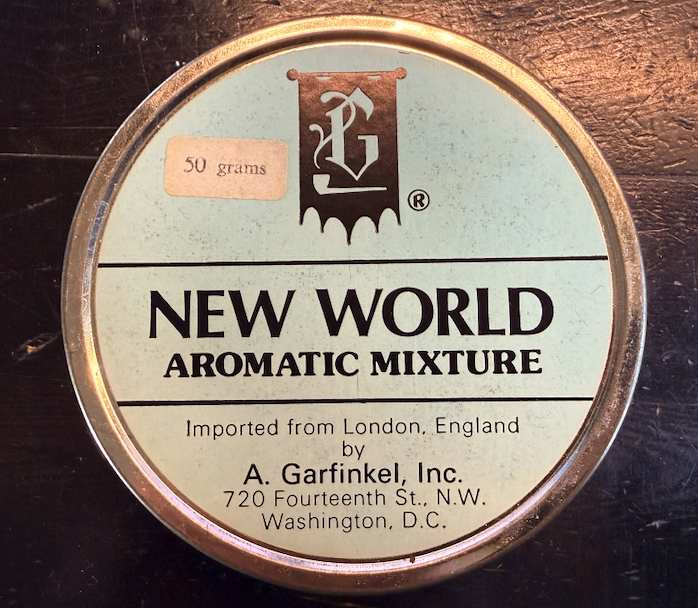 G
®
50 grams
NEW WORLD
AROMATIC MIXTURE
Imported from London, England
by
A. Garfinkel, Inc.
720 Fourteenth St., N.W.
Washington, D.C.